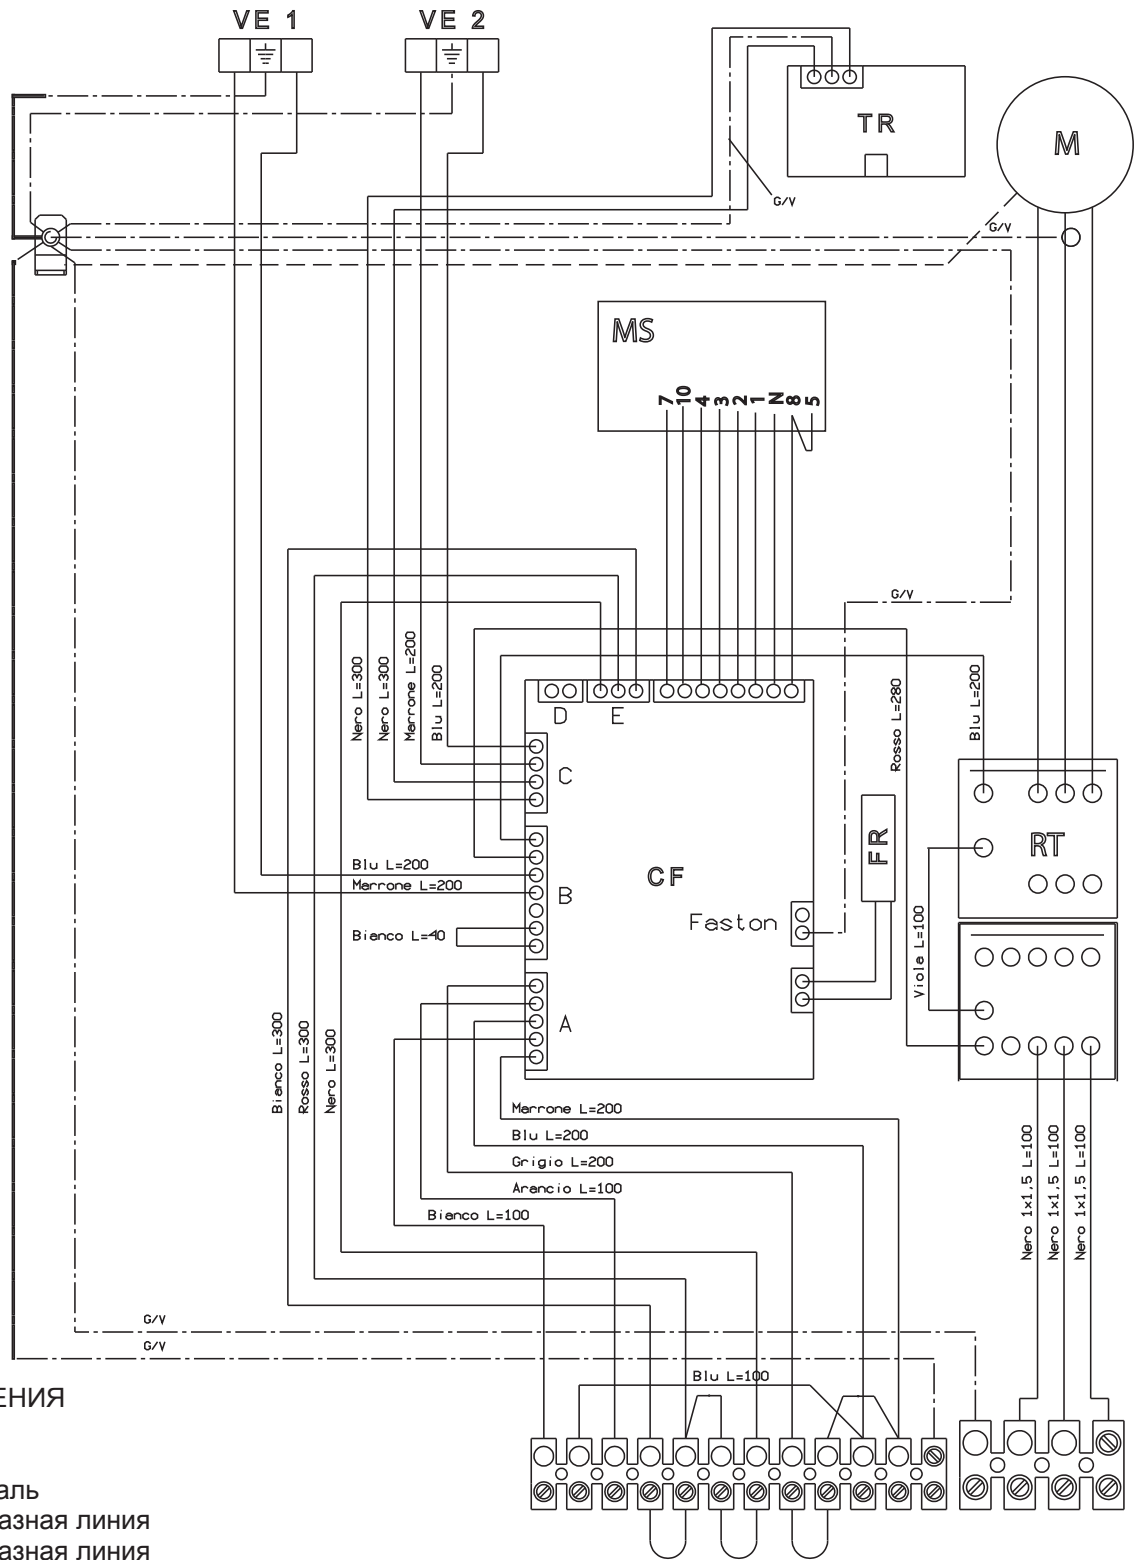 VE 1
VE 2
TR
M
G/V
G/V
MS
7
10
4
3
2
1
N
8
5
G/V
Nero L=300
Nero L=300
Marrone L=200
Blu L=200
Rosso L=280
Blu L=200
D
E
C
RT
FR
CF
Blu L=200
Marrone L=200
B
Faston
Bianco L=40
Viola L=100
A
Bianco L=300
Rosso L=300
Nero L=300
Marrone L=200
Blu L=200
Grigio L=200
Arancio L=100
Bianco L=100
Nero 1x1,5 L=100
Nero 1x1,5 L=100
Nero 1x1,5 L=100
G/V
G/V
Blu L=100
ЕНИЯ
аль
азная линия
азная линия